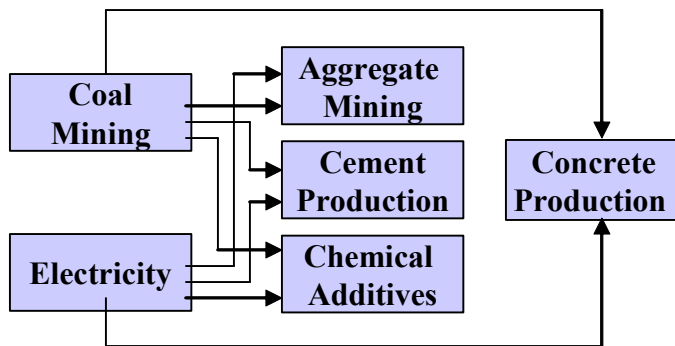 Coal
Mining
Aggregate
Mining
Cement
Production
Concrete
Production
Electricity
Chemical
Additives